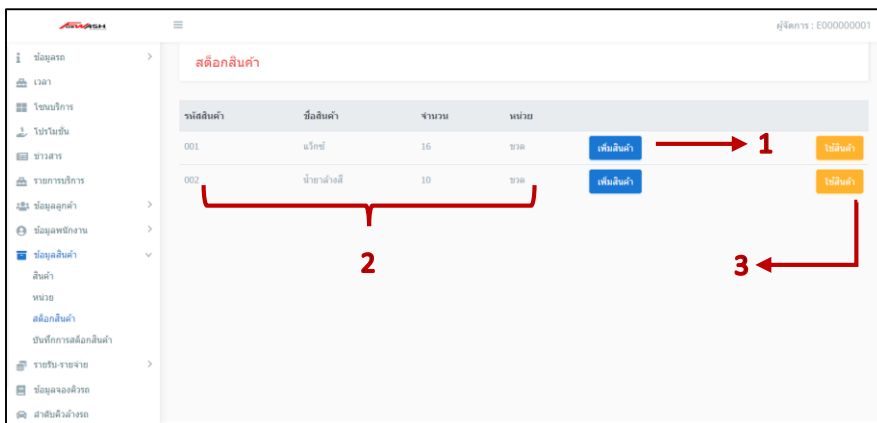 WASH
ผู้จัดการ : E000000001
ข้อมูลรถ
เวลา
โซนบริการ
โปรโมชั่น
ข่าวสาร
รายการบริการ
ข้อมูลลูกค้า
ข้อมูลพนักงาน
ข้อมูลสินค้า
สินค้า
หน่วย
สต็อกสินค้า
บันทึกการสต็อกสินค้า
รายรับ-รายจ่าย
ข้อมูลจองคิวรถ
ลำดับคิวล้างรถ
สต็อกสินค้า
รหัสสินค้า ชื่อสินค้า จำนวน หน่วย
001 แว็กซ์ 16 ขวด เพิ่มสินค้า 1 ใช้สินค้า
002 น้ำยาล้างสี 10 ขวด เพิ่มสินค้า ใช้สินค้า
2 3